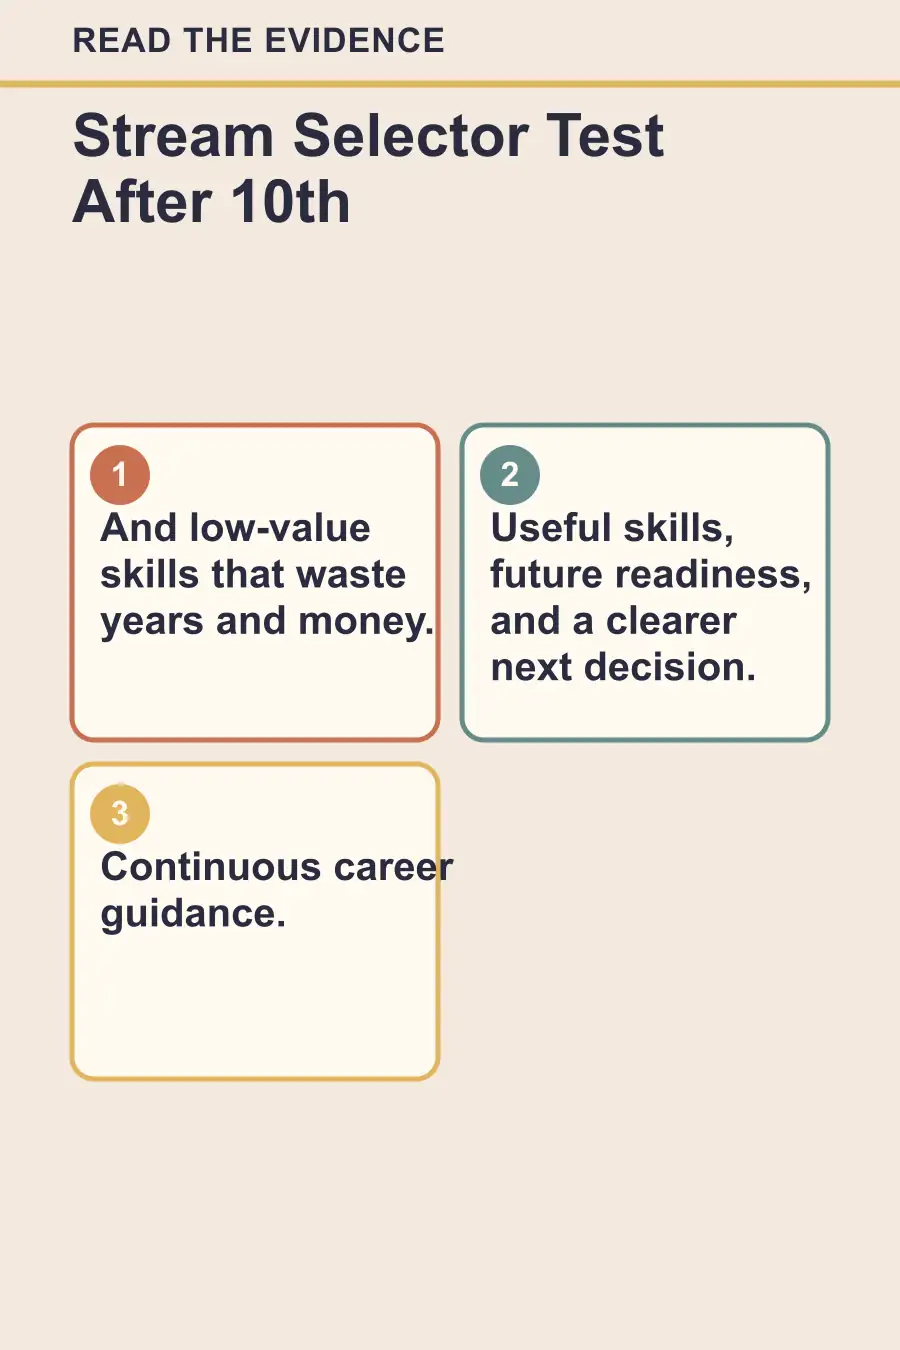 READ THE EVIDENCE
Stream Selector Test
After 10th
1
And low-value
skills that waste
years and money.
2
Useful skills,
future readiness,
and a clearer
next decision.
3
Continuous career
guidance.